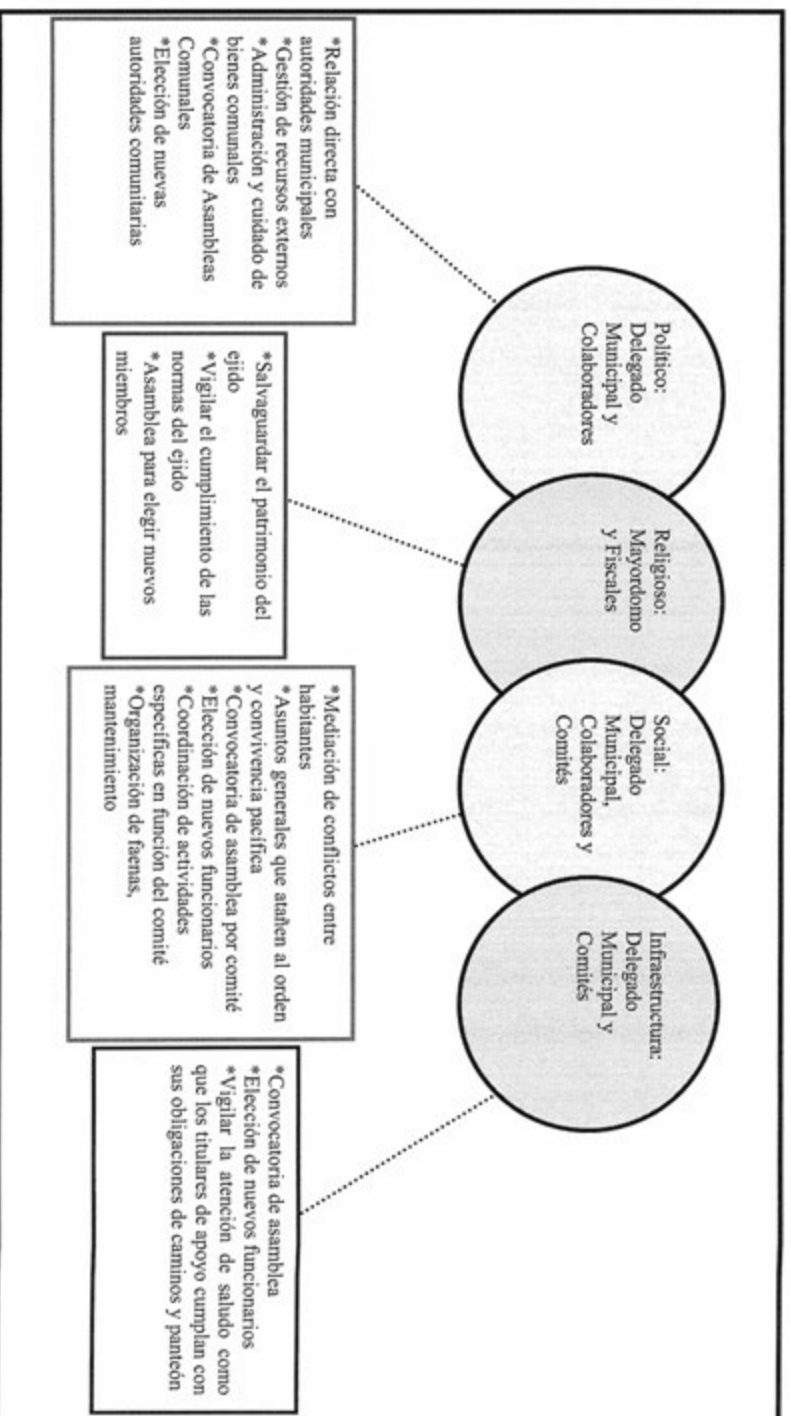 Político:
Delegado
Municipal y
Colaboradores
Religioso:
Mayordomo
y Fiscales
Social:
Delegado
Municipal,
Colaboradores y
Comités
Infraestructura:
Delegado
Municipal y
Comités
*Relación directa con
autoridades municipales
*Gestión de recursos externos
*Administración y cuidado de
bienes comunales
*Convocatoria de Asambleas
Comunales
*Elección de nuevas
autoridades comunitarias
*Salvaguardar el patrimonio del
ejido
*Vigilar el cumplimiento de las
normas del ejido
*Asamblea para elegir nuevos
miembros
*Mediación de conflictos entre
habitantes
*Asuntos generales que atañen al orden
y convivencia pacífica
*Convocatoria de asamblea por comité
*Elección de nuevos funcionarios
*Coordinación de actividades
específicas en función del comité
*Organización de faenas,
mantenimiento
*Convocatoria de asamblea
*Elección de nuevos funcionarios
*Vigilar la atención de saludo como
que los titulares de apoyo cumplan con
sus obligaciones de caminos y panteón